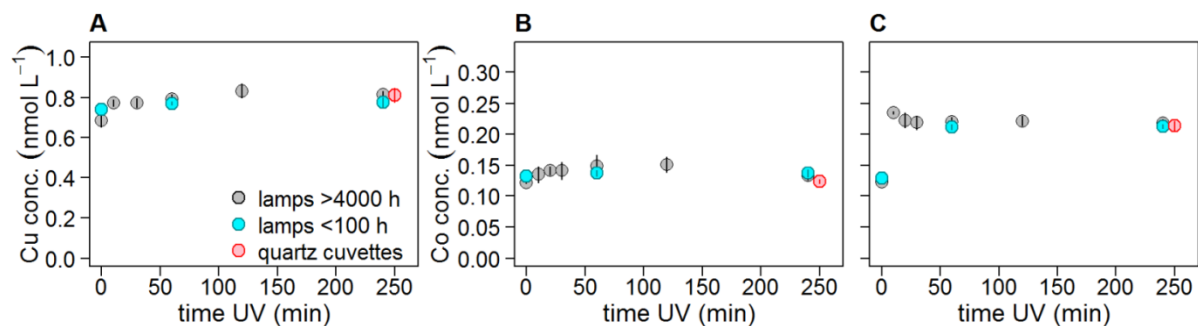 A
B
C
Cu conc. (nmol L⁻¹)
1.0
0.8
0.6
0.4
0.2
0.0
lamps >4000 h
lamps <100 h
quartz cuvettes
0 50 100 150 200 250
time UV (min)
Co conc. (nmol L⁻¹)
0.30
0.25
0.20
0.15
0.10
0.05
0.00
0 50 100 150 200 250
time UV (min)
0 50 100 150 200 250
time UV (min)